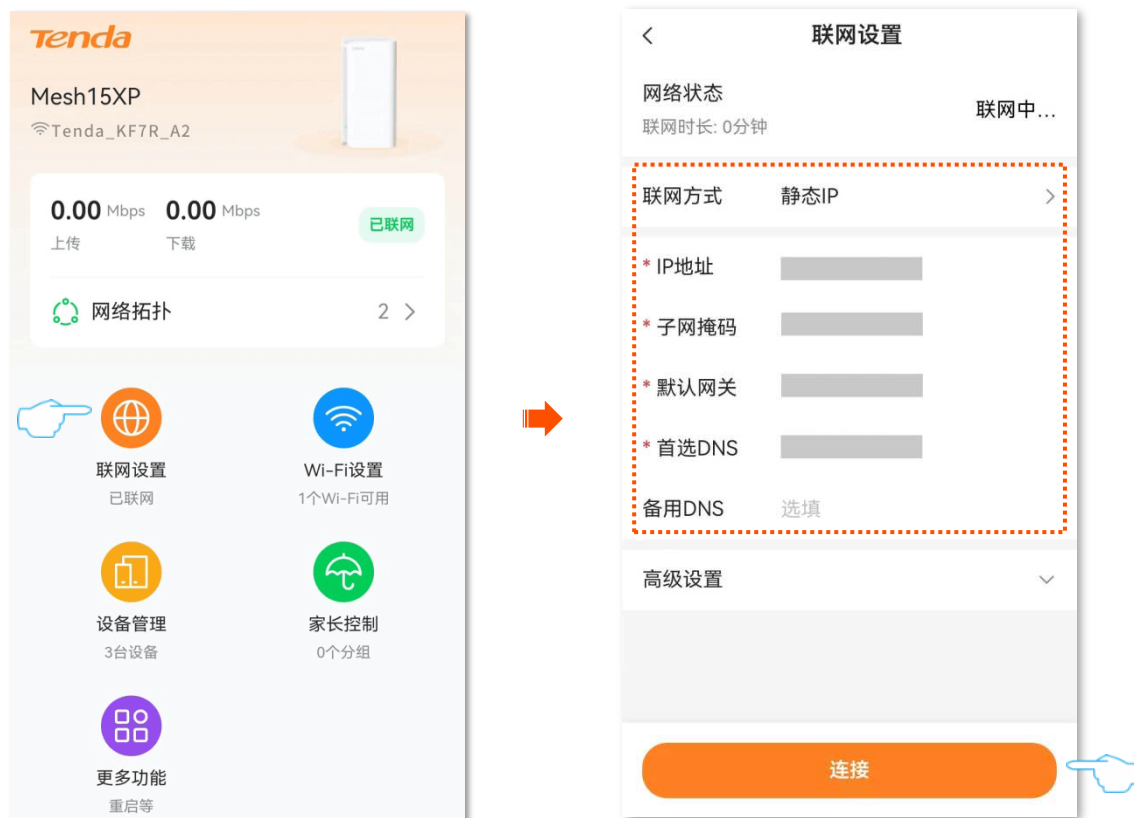 Tenda
Mesh15XP
Tenda_KF7R_A2
0.00 Mbps 0.00 Mbps
上传 下载
已联网
网络拓扑 2
联网设置 Wi-Fi设置
已联网 1个Wi-Fi可用
设备管理 家长控制
3台设备 0个分组
更多功能
重启等
联网设置
网络状态
联网时长: 0分钟
联网中...
联网方式 静态IP
* IP地址
* 子网掩码
* 默认网关
* 首选DNS
备用DNS 选填
高级设置
连接